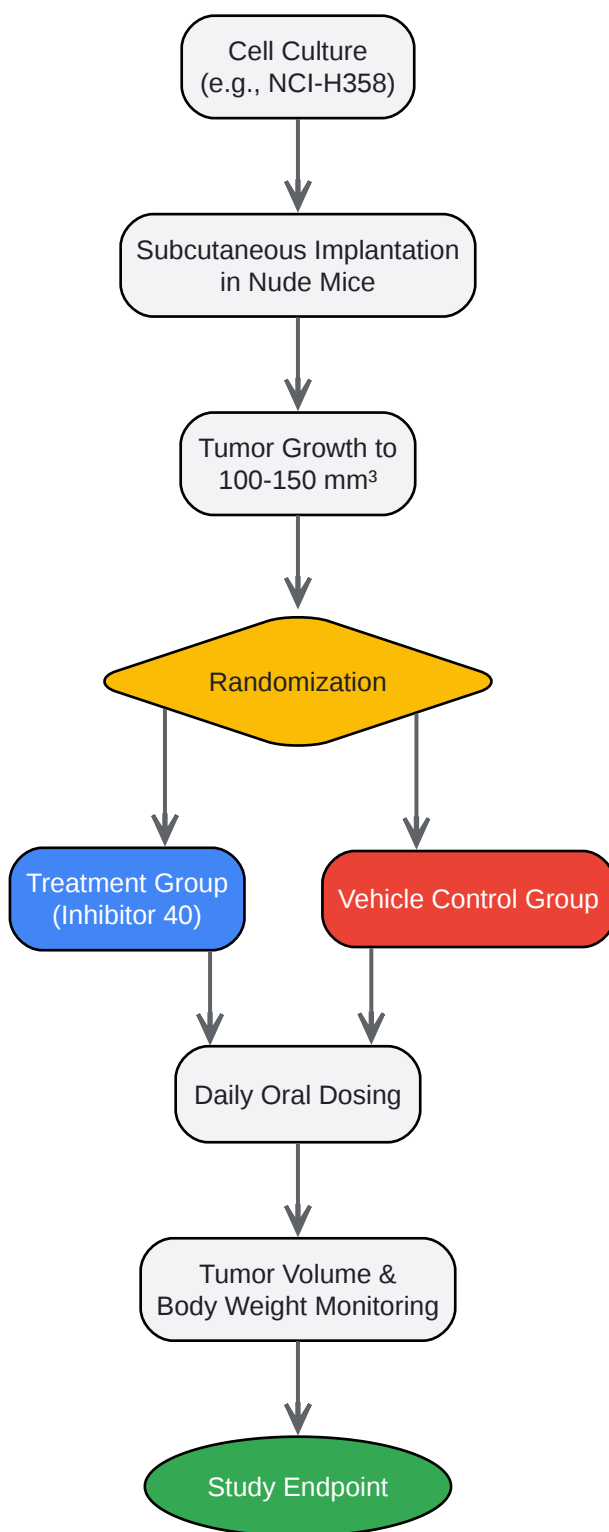 Cell Culture
(e.g., NCI-H358)
Subcutaneous Implantation
in Nude Mice
Tumor Growth to
100-150 mm³
Randomization
Treatment Group
(Inhibitor 40)
Vehicle Control Group
Daily Oral Dosing
Tumor Volume &
Body Weight Monitoring
Study Endpoint